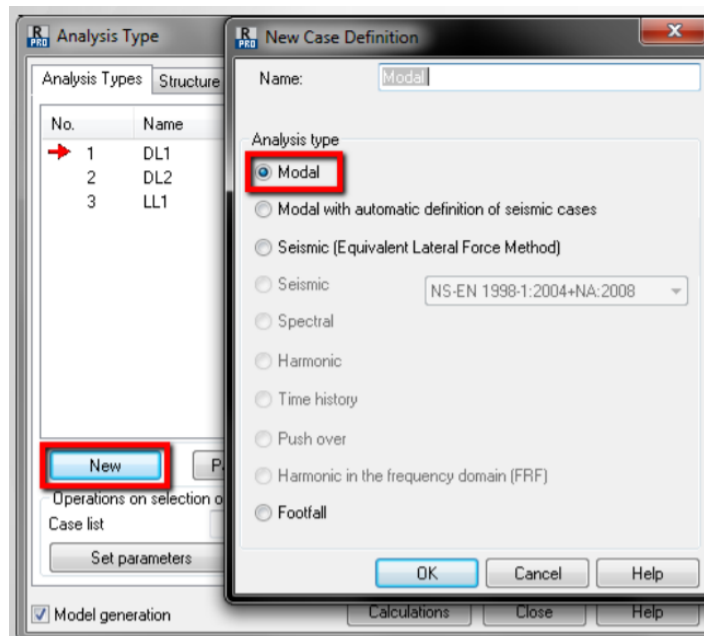 R PRO Analysis Type
Analysis Types Structure
No. Name
1 DL1
2 DL2
3 LL1
New
Operations on selection o
Case list
Set parameters
Model generation
Calculations Close Help
R PRO New Case Definition
Name: Modal
Analysis type
Modal
Modal with automatic definition of seismic cases
Seismic (Equivalent Lateral Force Method)
Seismic NS-EN 1998-1:2004+NA:2008
Spectral
Harmonic
Time history
Push over
Harmonic in the frequency domain (FRF)
Footfall
OK Cancel Help